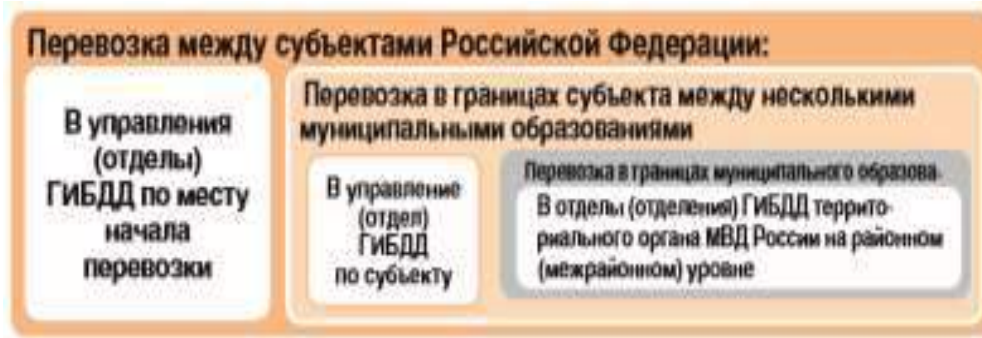 Перевозка между субъектами Российской Федерации:
В управления
(отделы)
ГИБДД по месту
начала
перевозки
Перевозка в границах субъекта между несколькими
муниципальными образованиями
В управление
(отдел)
ГИБДД
по субъекту
Перевозка в границах муниципального образова-
В отделы (отделения) ГИБДД террито-
риального органа МВД России на районном
(межрайонном) уровне